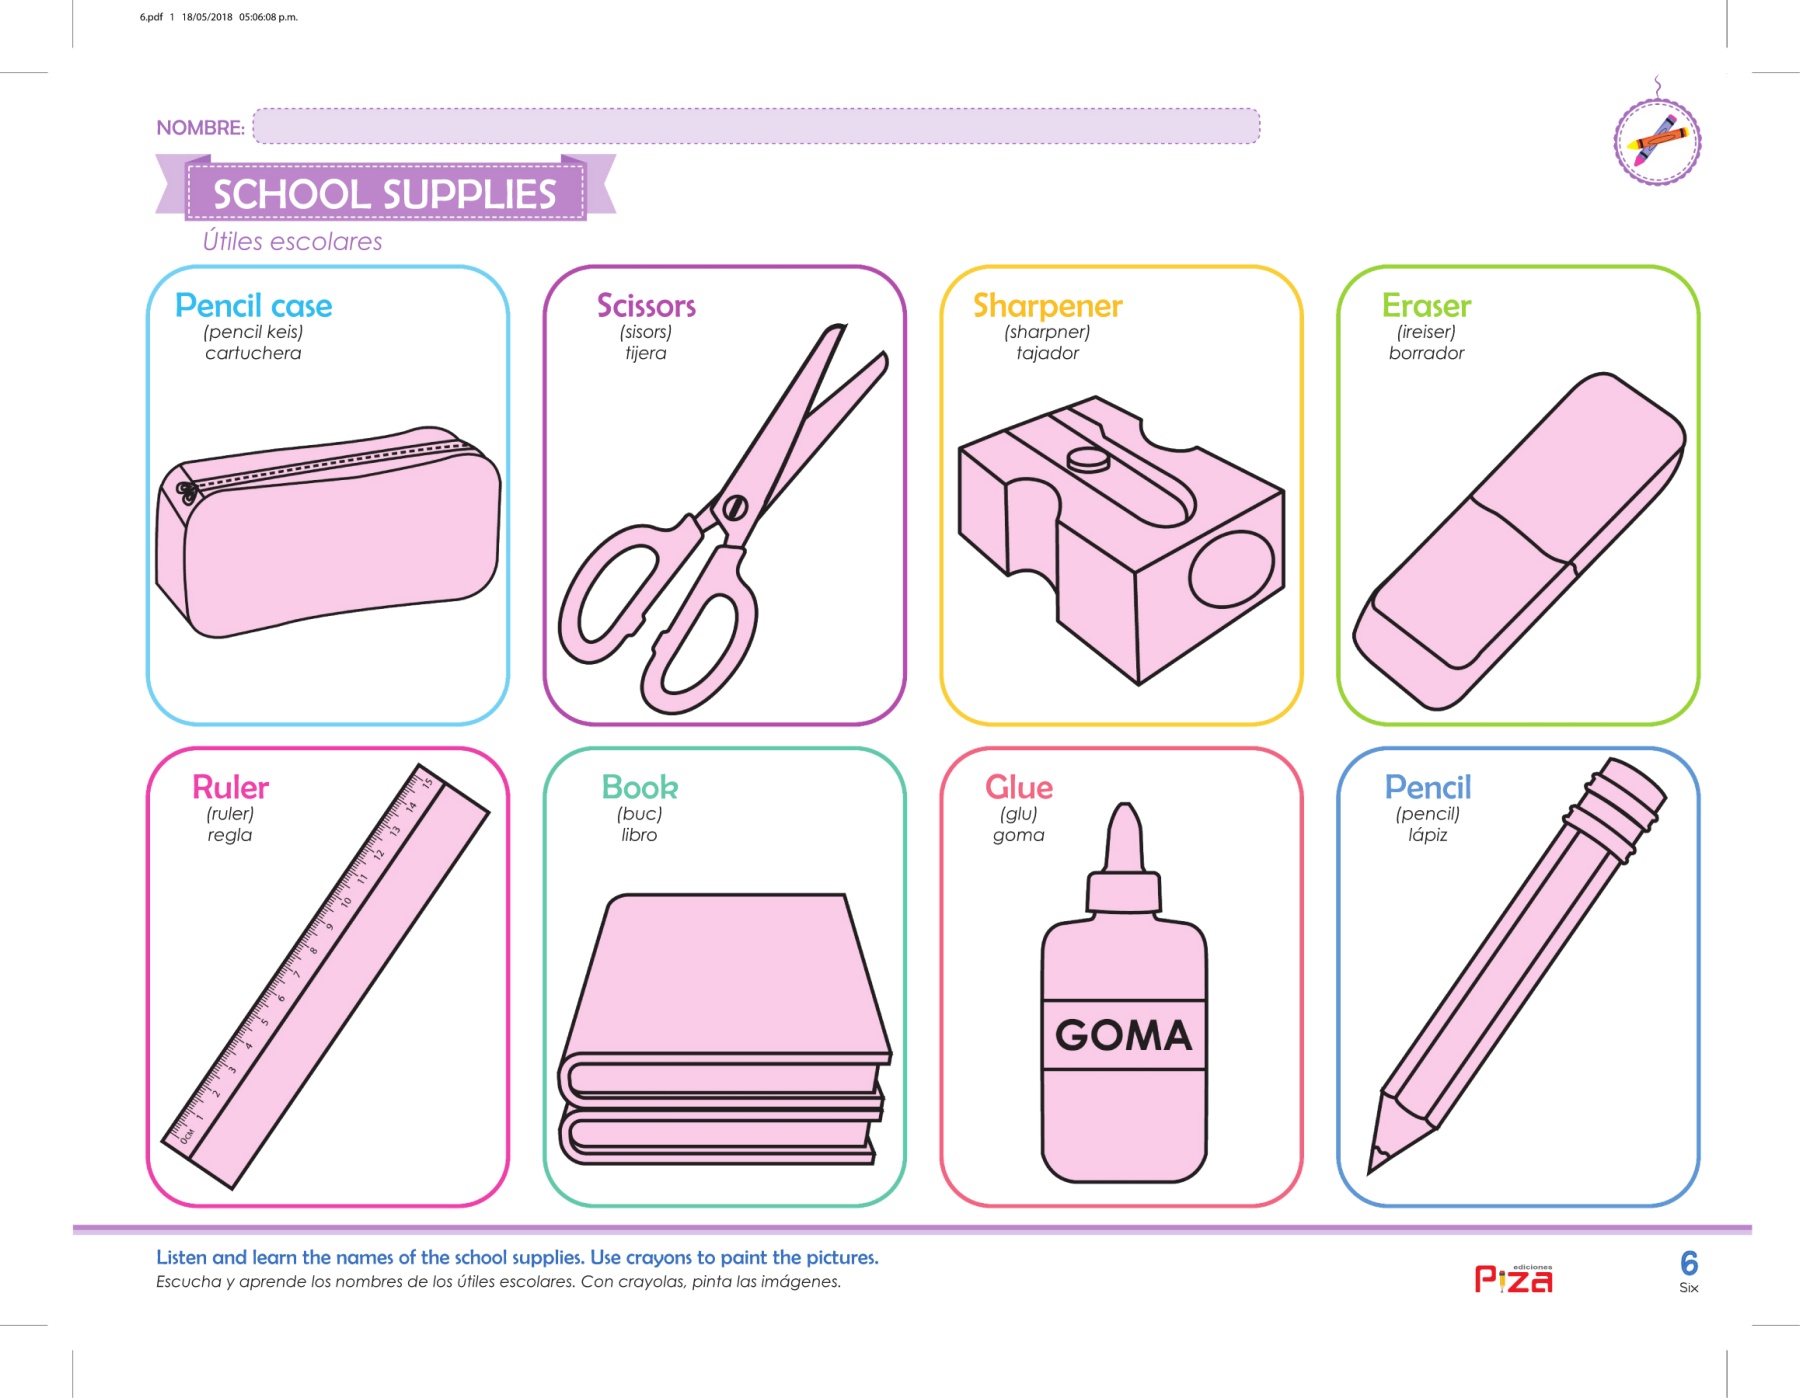 6.pdf 1 18/05/2018 05:06:08 p.m.
NOMBRE:
SCHOOL SUPPLIES
Útiles escolares
Pencil case
(pencil keis)
cartuchera
Scissors
(sisors)
tijera
Sharpener
(sharpner)
tajador
Eraser
(ireiser)
borrador
Ruler
(ruler)
regla
15
14
13
12
11
10
9
8
7
6
5
4
3
2
1
0CM
Book
(buc)
libro
Glue
(glu)
goma
GOMA
Pencil
(pencil)
lápiz
Listen and learn the names of the school supplies. Use crayons to paint the pictures.
Escucha y aprende los nombres de los útiles escolares. Con crayolas, pinta las imágenes.
ediciones
Piza
6
Six